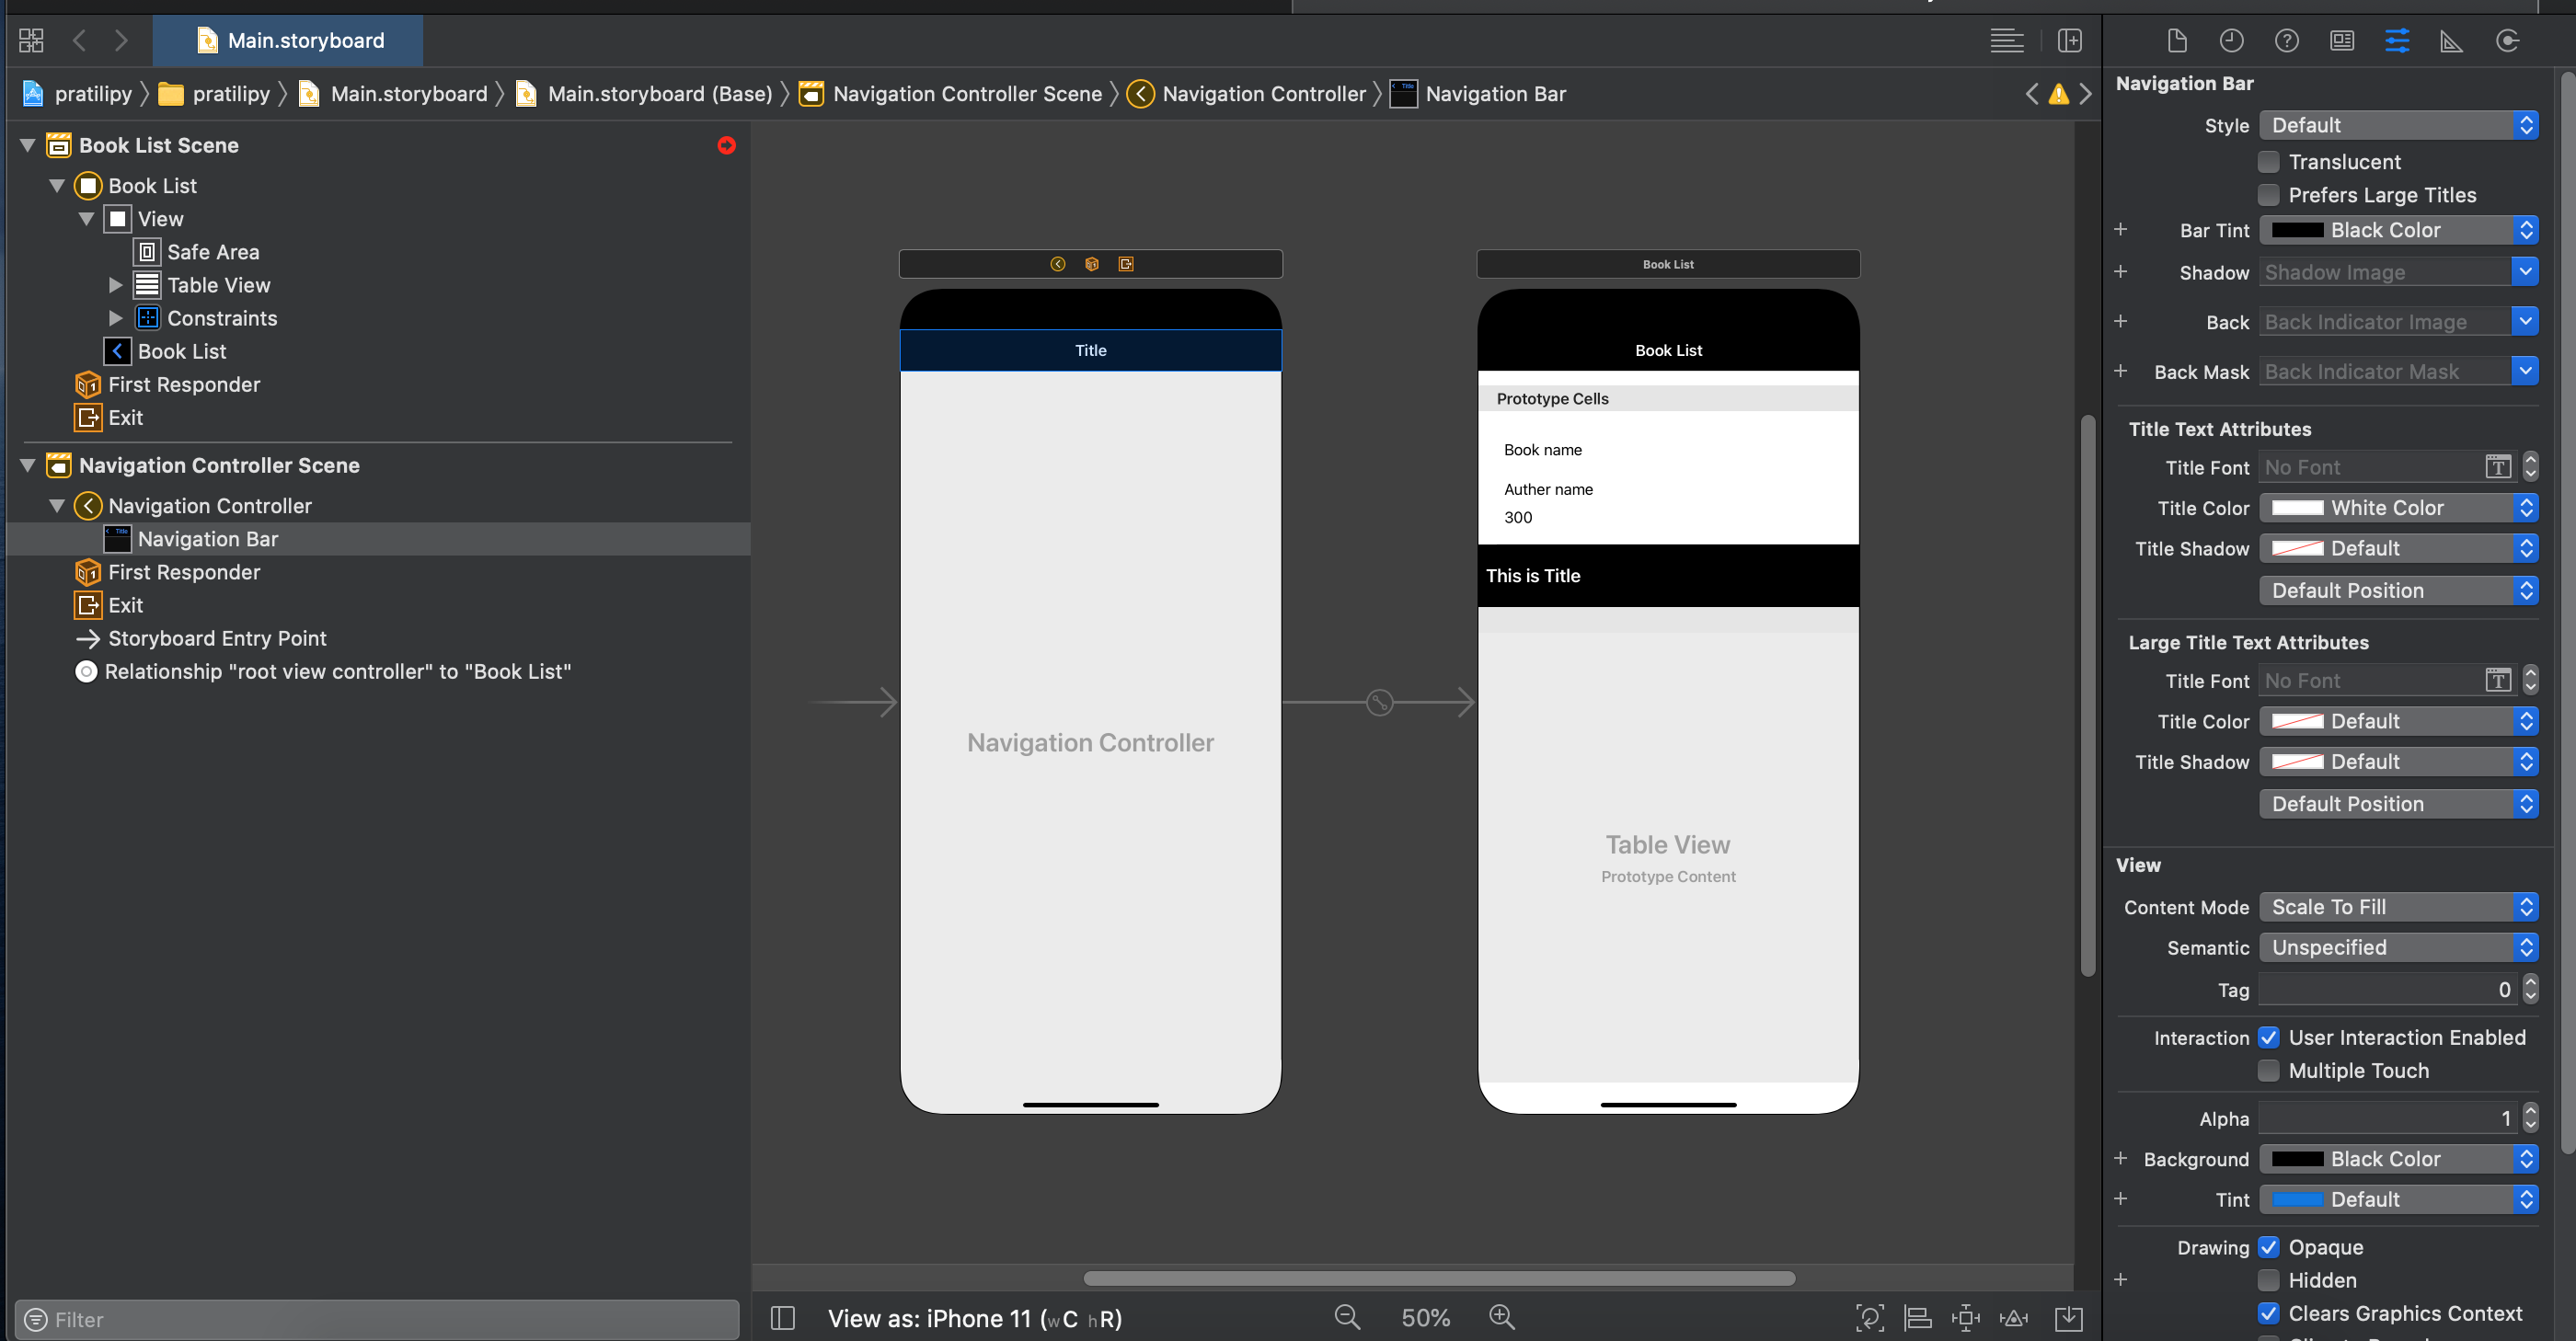 Main.storyboard
pratilipy
pratilipy
Main.storyboard
Main.storyboard (Base)
Navigation Controller Scene
Navigation Controller
Navigation Bar
Book List Scene
Book List
View
Safe Area
Table View
Constraints
Book List
First Responder
Exit
Navigation Controller Scene
Navigation Controller
Navigation Bar
First Responder
Exit
Storyboard Entry Point
Relationship "root view controller" to "Book List"
Filter
Title
Navigation Controller
Book List
Book List
Prototype Cells
Book name
Auther name
300
This is Title
Table View
Prototype Content
View as: iPhone 11 (wC hR)
50%
Navigation Bar
Style Default
Translucent
Prefers Large Titles
Bar Tint Black Color
Shadow Shadow Image
Back Back Indicator Image
Back Mask Back Indicator Mask
Title Text Attributes
Title Font No Font
Title Color White Color
Title Shadow Default
Default Position
Large Title Text Attributes
Title Font No Font
Title Color Default
Title Shadow Default
Default Position
View
Content Mode Scale To Fill
Semantic Unspecified
Tag 0
Interaction User Interaction Enabled
Multiple Touch
Alpha 1
Background Black Color
Tint Default
Drawing Opaque
Hidden
Clears Graphics Context